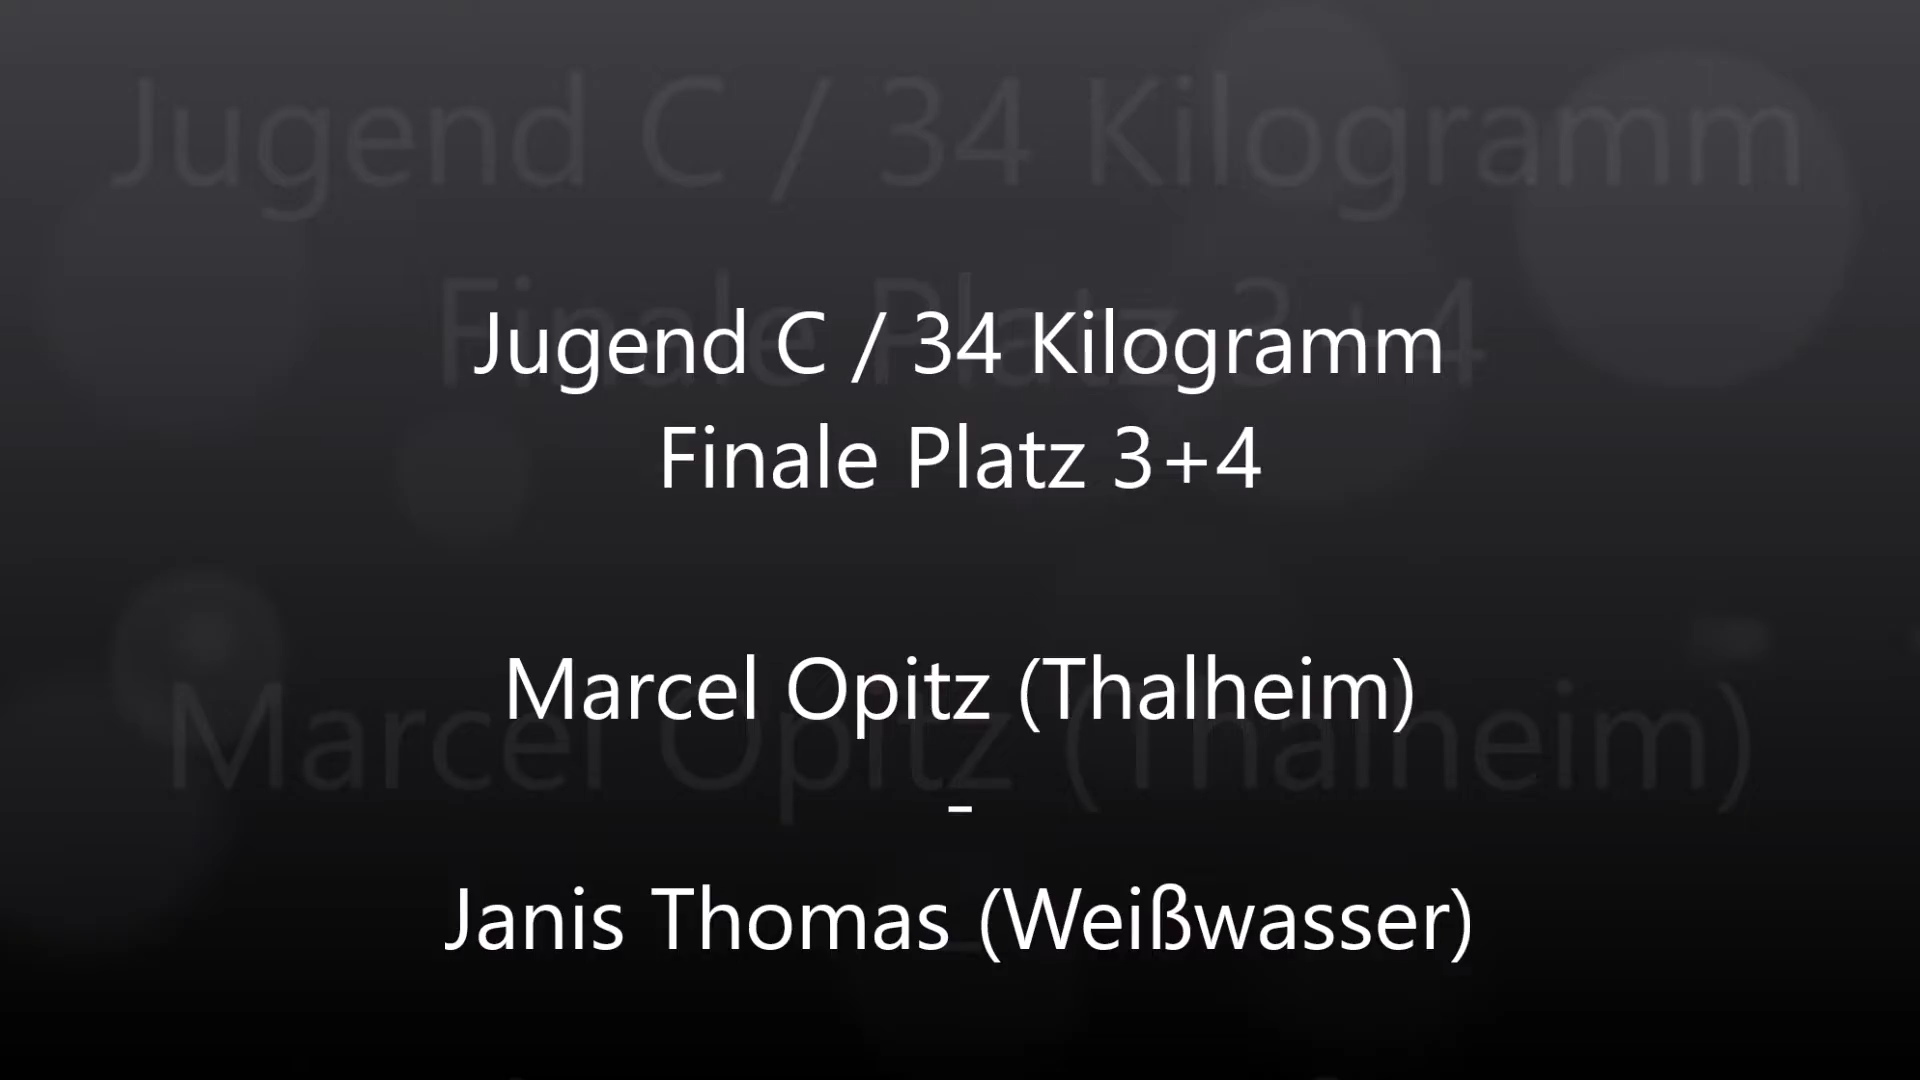 Jugend C / 34 Kilogramm
Finale Platz 3+4
Marcel Opitz (Thalheim)
-
Janis Thomas (Weißwasser)